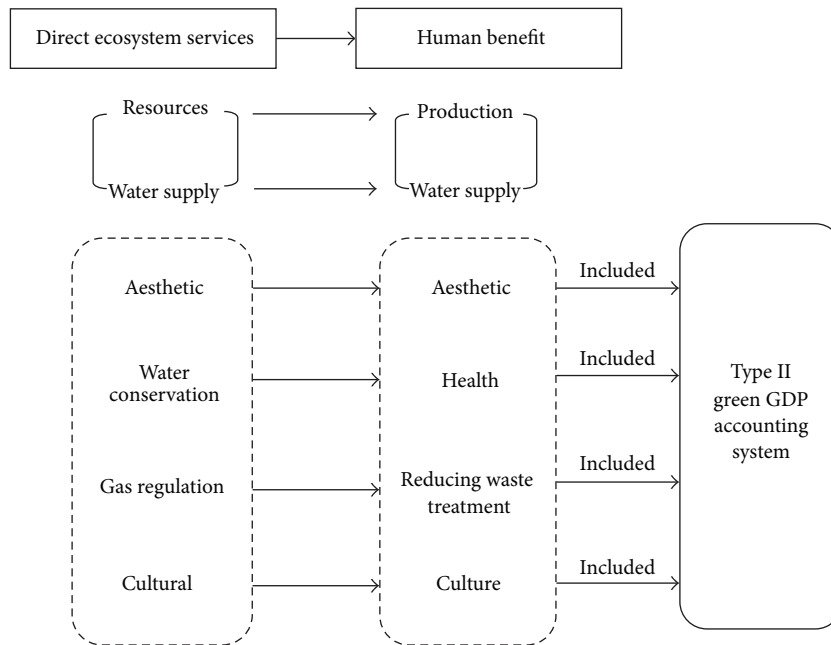 Direct ecosystem services
Human benefit
Resources
Production
Water supply
Water supply
Aesthetic
Aesthetic
Included
Water
conservation
Health
Included
Gas regulation
Reducing waste
treatment
Included
Cultural
Culture
Included
Type II
green GDP
accounting
system